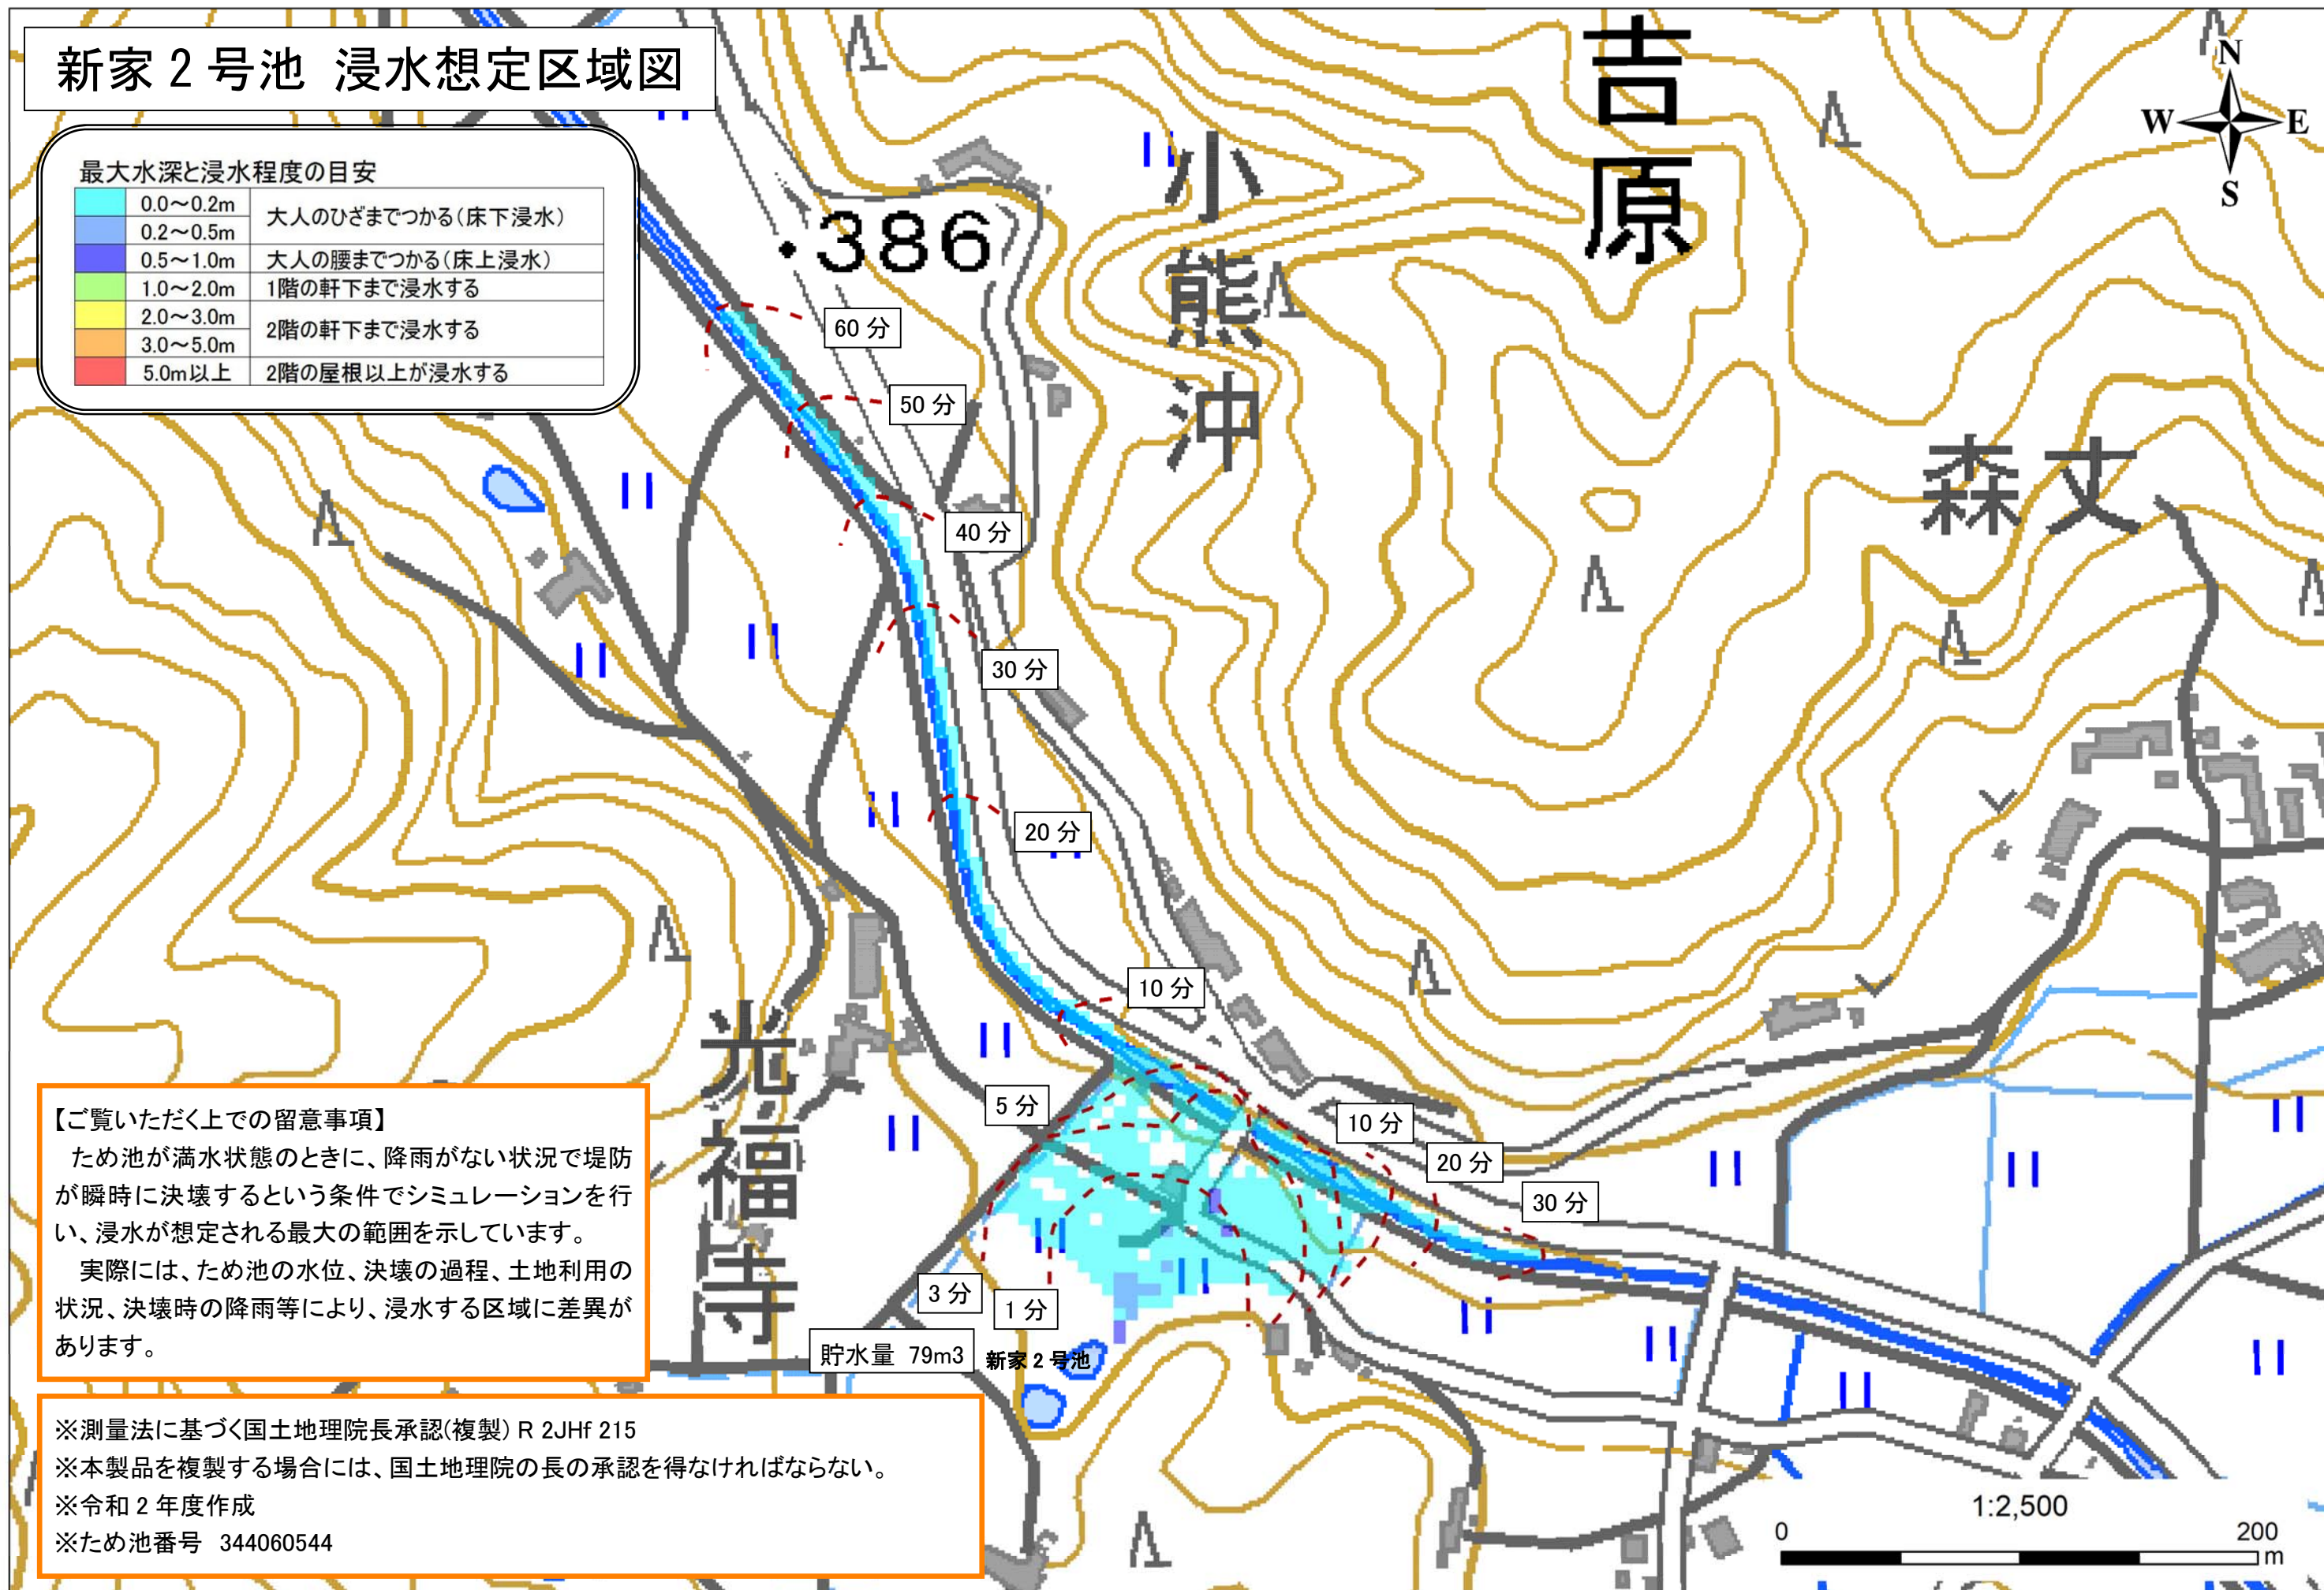 新家2号池 浸水想定区域図
最大水深と浸水程度の目安
0.0～0.2m
0.2～0.5m
大人のひざまでつかる(床下浸水)
0.5～1.0m 大人の腰までつかる(床上浸水)
1.0～2.0m 1階の軒下まで浸水する
2.0～3.0m
3.0～5.0m
2階の軒下まで浸水する
5.0m以上 2階の屋根以上が浸水する
吉原
N
W
E
S
小熊沖
・386
森丈
60分
50分
40分
30分
20分
10分
5分
10分
20分
30分
3分
1分
光福寺
貯水量 79m3
新家2号池
【ご覧いただく上での留意事項】
ため池が満水状態のときに、降雨がない状況で堤防
が瞬時に決壊するという条件でシミュレーションを行
い、浸水が想定される最大の範囲を示しています。
実際には、ため池の水位、決壊の過程、土地利用の
状況、決壊時の降雨等により、浸水する区域に差異が
あります。
※測量法に基づく国土地理院長承認(複製) R 2JHf 215
※本製品を複製する場合には、国土地理院の長の承認を得なければならない。
※令和2年度作成
※ため池番号 344060544
1:2,500
0
200
m